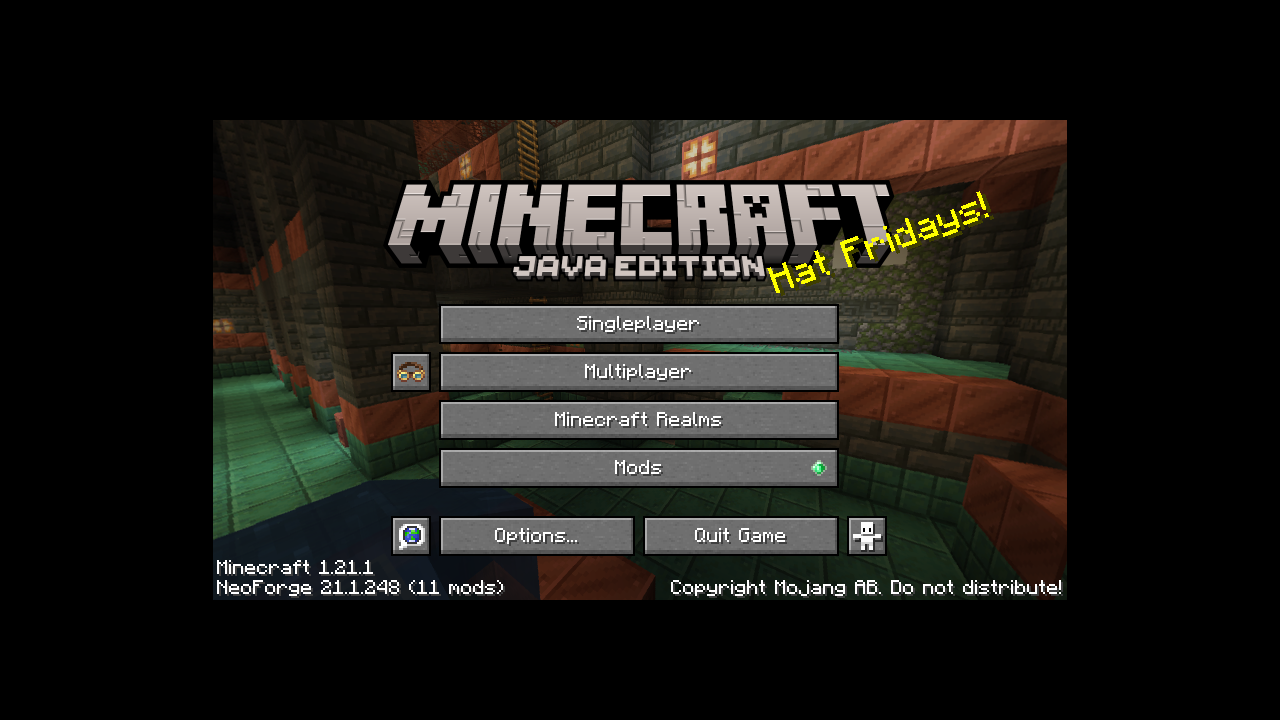 MINECRAFT
JAVA EDITION
Hat Fridays!
Singleplayer
Multiplayer
Minecraft Realms
Mods
Options...
Quit Game
Minecraft 1.21.1
NeoForge 21.1.248 (11 mods)
Copyright Mojang AB. Do not distribute!